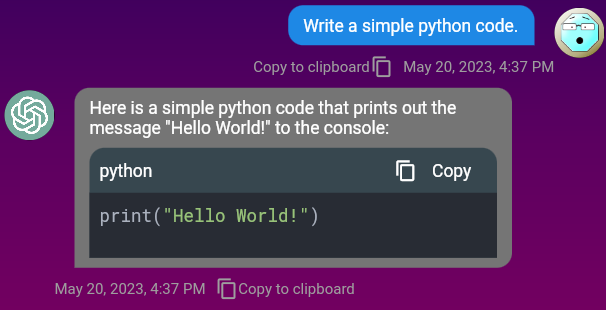 Write a simple python code.
Copy to clipboard May 20, 2023, 4:37 PM
Here is a simple python code that prints out the
message "Hello World!" to the console:
python Copy
print("Hello World!")
May 20, 2023, 4:37 PM Copy to clipboard